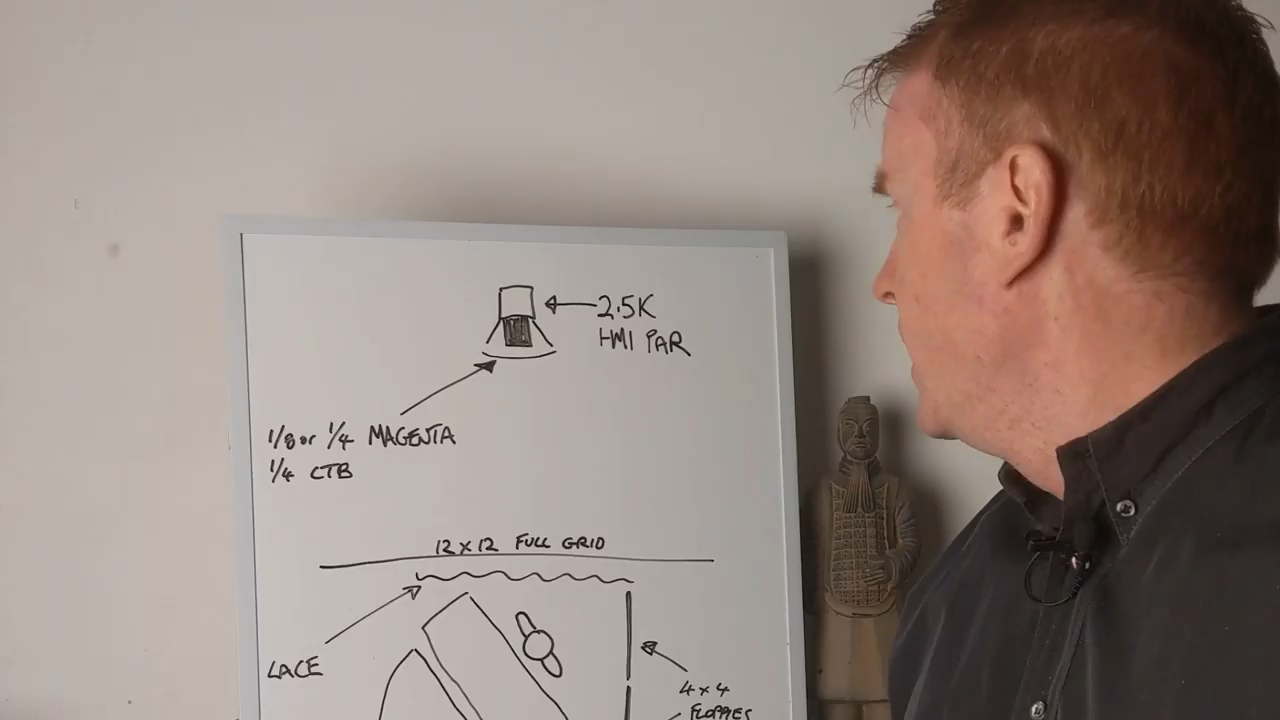 2.5K
HMI PAR
1/8 or 1/4 MAGENTA
1/4 CTB
12 x 12 FULL GRID
LACE
4 x 4
FLOPPIES